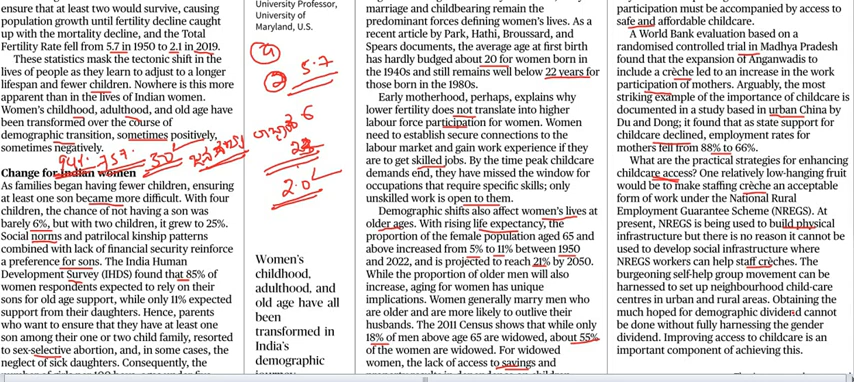 ensure that at least two would survive, causing
population growth until fertility decline caught
up with the mortality decline, and the Total
Fertility Rate fell from 5.7 in 1950 to 2.1 in 2019.
These statistics mask the tectonic shift in the
lives of people as they learn to adjust to a longer
lifespan and fewer children. Nowhere is this more
apparent than in the lives of Indian women.
Women's childhood, adulthood, and old age have
been transformed over the course of
demographic transition, sometimes positively,
sometimes negatively.
94%. 75%.
Change for Indian women
As families began having fewer children, ensuring
at least one son became more difficult. With four
children, the chance of not having a son was
barely 6%, but with two children, it grew to 25%.
Social norms and patrilocal kinship patterns
combined with lack of financial security reinforce
a preference for sons. The India Human
Development Survey (IHDS) found that 85% of
women respondents expected to rely on their
sons for old age support, while only 11% expected
support from their daughters. Hence, parents
who want to ensure that they have at least one
son among their one or two family children, resorted
to sex-selective abortion, and, in some cases, the
neglect of sick daughters. Consequently, the
University Professor,
University of
Maryland, U.S.
5.7
6
2.0
Women's
childhood,
adulthood, and
old age have all
been
transformed in
India's
demographic
journey
marriage and childbearing remain the
predominant forces defining women's lives. As a
recent article by Park, Hathi, Broussard, and
Spears documents, the average age at first birth
has hardly budged from about 20 for women born in
the 1940s and still remains well below 22 years for
those born in the 1980s.
Early motherhood, perhaps, explains why
lower fertility does not translate into higher
labour force participation for women. Women
need to establish secure connections to the
labour market and gain work experience if they
are to get skilled jobs. By the time peak childcare
demands end, they have missed the window for
occupations that require specific skills; only
unskilled work is open to them.
Demographic shifts also affect women's lives at
older ages. With rising life expectancy, the
proportion of the female population aged 65 and
above increased from 5% to 11% between 1950
and 2022, and is projected to reach 21% by 2050.
While the proportion of older men will also
increase, aging for women has unique
implications. Women generally marry men who
are older and are more likely to outlive their
husbands. The 2011 Census shows that while only
18% of men above age 65 are widowed, about 55%
of the women are widowed. For widowed
women, the lack of access to savings and
participation must be accompanied by access to
safe and affordable childcare.
A World Bank evaluation based on a
randomised controlled trial in Madhya Pradesh
found that the expansion of Anganwadis to
include a crèche led to an increase in the work
participation of mothers. Arguably, the most
striking example of the importance of childcare is
documented in a study based in urban China by
Du and Dong; it found that as state support for
childcare declined, employment rates for
mothers fell from 88% to 66%.
What are the practical strategies for enhancing
childcare access? One relatively low-hanging fruit
would be to make staffing crèche an acceptable
form of work under the National Rural
Employment Guarantee Scheme (NREGS). At
present, NREGS is being used to build physical
infrastructure but there is no reason it cannot be
used to develop social infrastructure where
NREGS workers can help staff crèches. The
burgeoning self-help group movement can be
harnessed to set up neighbourhood child-care
centres in urban and rural areas. Obtaining the
much hoped for demographic dividend cannot
be done without fully harnessing the gender
dividend. Improving access to childcare is an
important component of achieving this.